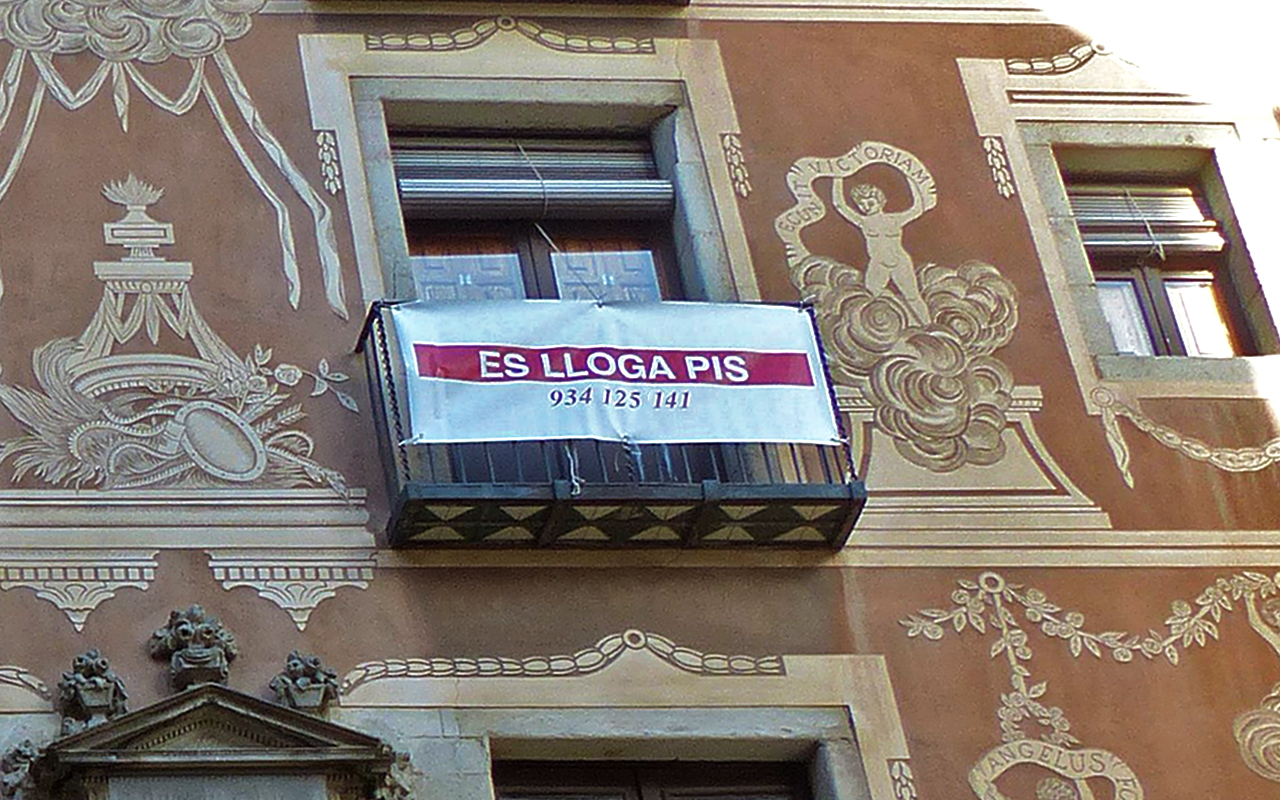 VICTORIAM
ES LLOGA PIS
934 125 141
ANGELUS